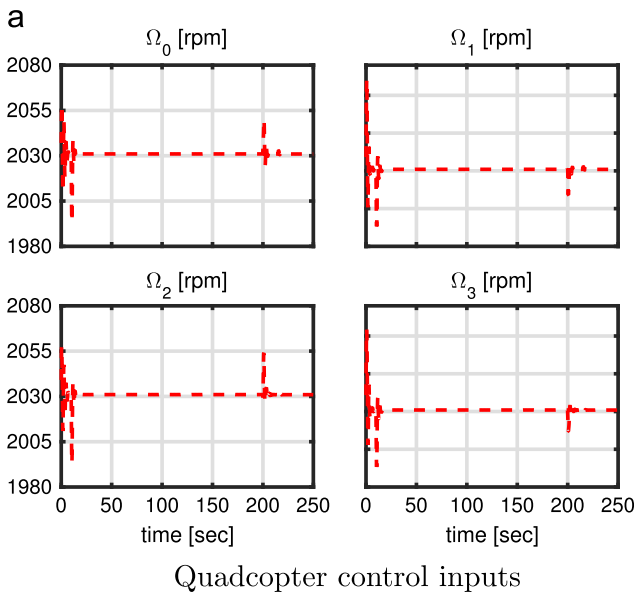 a
Ω0 [rpm] Ω1 [rpm]
2080
2055
2030
2005
1980
Ω2 [rpm] Ω3 [rpm]
2080
2055
2030
2005
1980
0 50 100 150 200 250 0 50 100 150 200 250
time [sec] time [sec]
Quadcopter control inputs